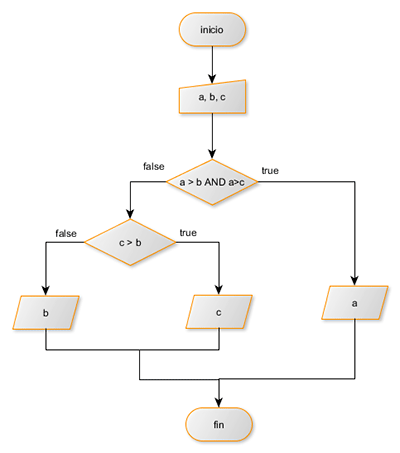 inicio
a, b, c
false
true
a > b AND a>c
false
true
c > b
b
c
a
fin